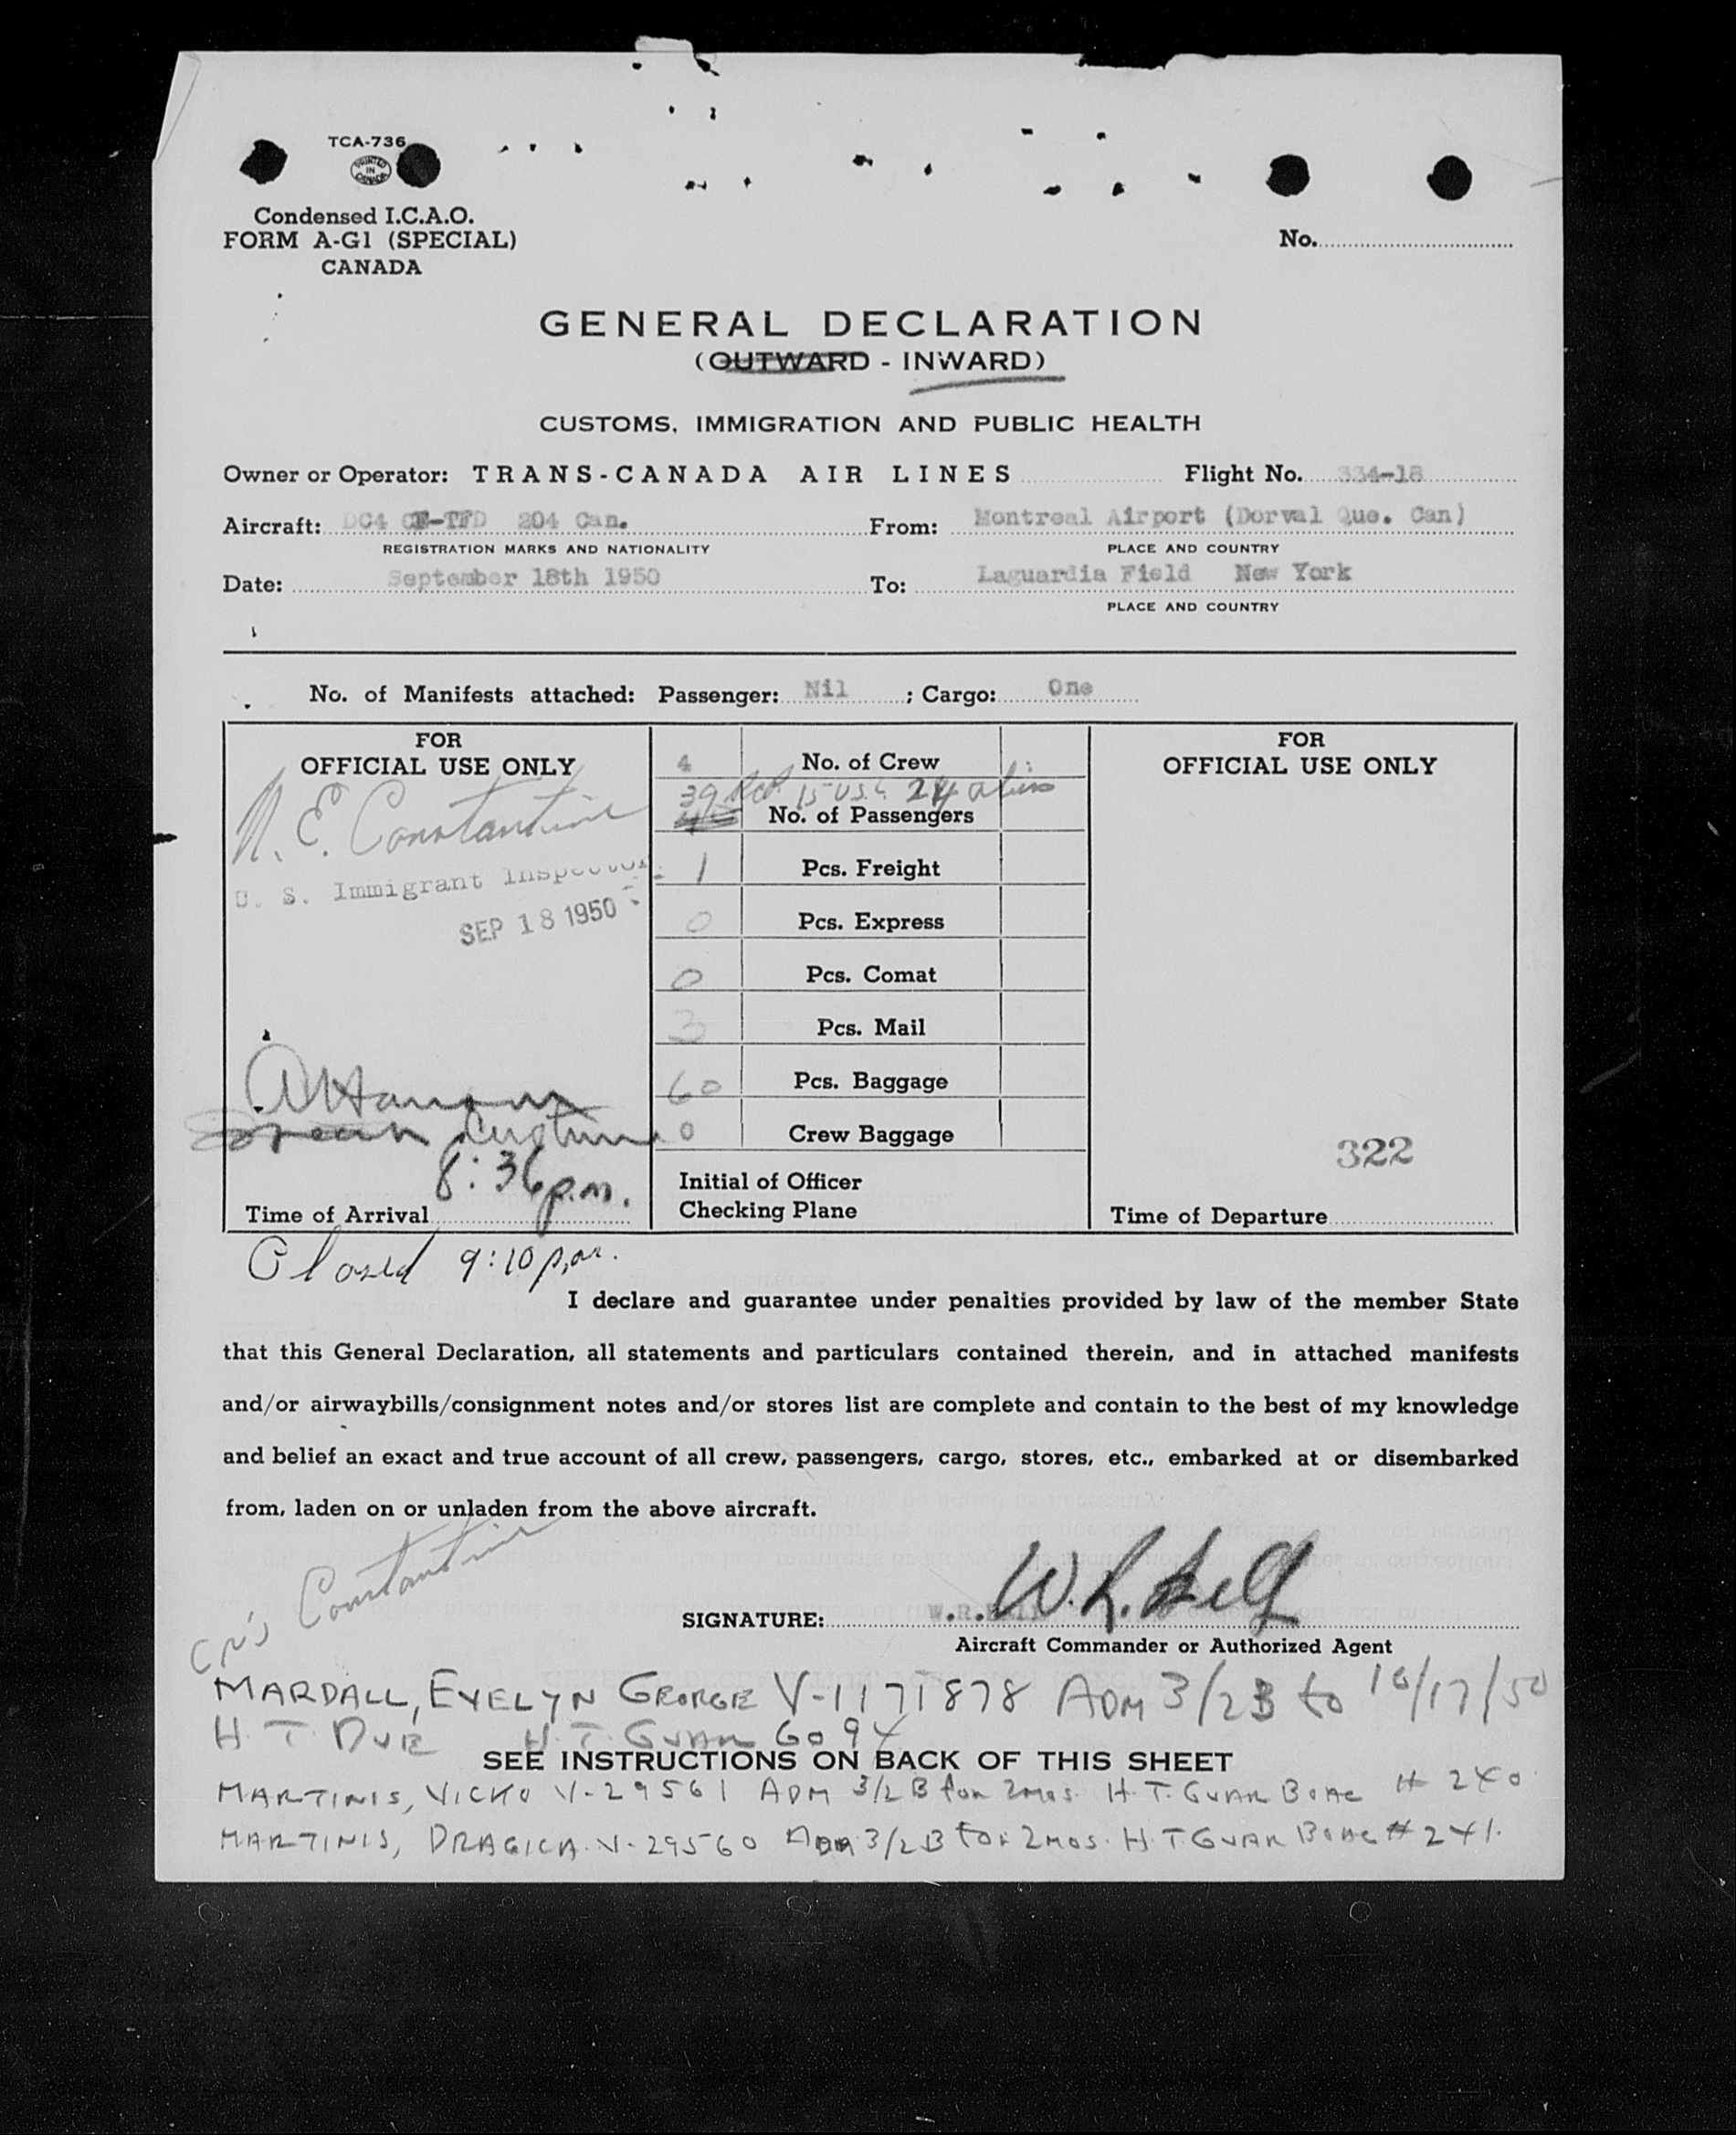 TCA-736
PRINTED IN CANADA
Condensed I.C.A.O.
FORM A-G1 (SPECIAL)
CANADA
No.
GENERAL DECLARATION
(OUTWARD - INWARD)
CUSTOMS, IMMIGRATION AND PUBLIC HEALTH
Owner or Operator: TRANS-CANADA AIR LINES Flight No. 334-18
Aircraft: DC4 CF-TFD 204 Can. From: Montreal Airport (Dorval Que. Can)
REGISTRATION MARKS AND NATIONALITY PLACE AND COUNTRY
Date: September 18th 1950 To: Laguardia Field New York
PLACE AND COUNTRY
No. of Manifests attached: Passenger: Nil ; Cargo: One
FOR
OFFICIAL USE ONLY
N. E. Constantine
U. S. Immigrant Inspector
SEP 18 1950
Customs
8:36 p.m.
Time of Arrival
4 No. of Crew
39 15 USC 24 aliens
No. of Passengers
1 Pcs. Freight
0 Pcs. Express
0 Pcs. Comat
3 Pcs. Mail
60 Pcs. Baggage
0 Crew Baggage
Initial of Officer
Checking Plane
FOR
OFFICIAL USE ONLY
322
Time of Departure
Closed 9:10 p.m.
I declare and guarantee under penalties provided by law of the member State
that this General Declaration, all statements and particulars contained therein, and in attached manifests
and/or airwaybills/consignment notes and/or stores list are complete and contain to the best of my knowledge
and belief an exact and true account of all crew, passengers, cargo, stores, etc., embarked at or disembarked
from, laden on or unladen from the above aircraft.
Constantine
SIGNATURE: W.R. Bell
Aircraft Commander or Authorized Agent
MARDALL, EVELYN GEORGE V-1171878 ADM 3/2B to 10/17/50
H.T. DUE H.T. GUAR 6094
SEE INSTRUCTIONS ON BACK OF THIS SHEET
MARTINIS, VICKO V-29561 ADM 3/2B for 2mos. H.T. GUAR BOAC # 240
MARTINIS, DRAGICA V-29560 ADM 3/2B for 2mos. H.T GUAR BOAC # 241.